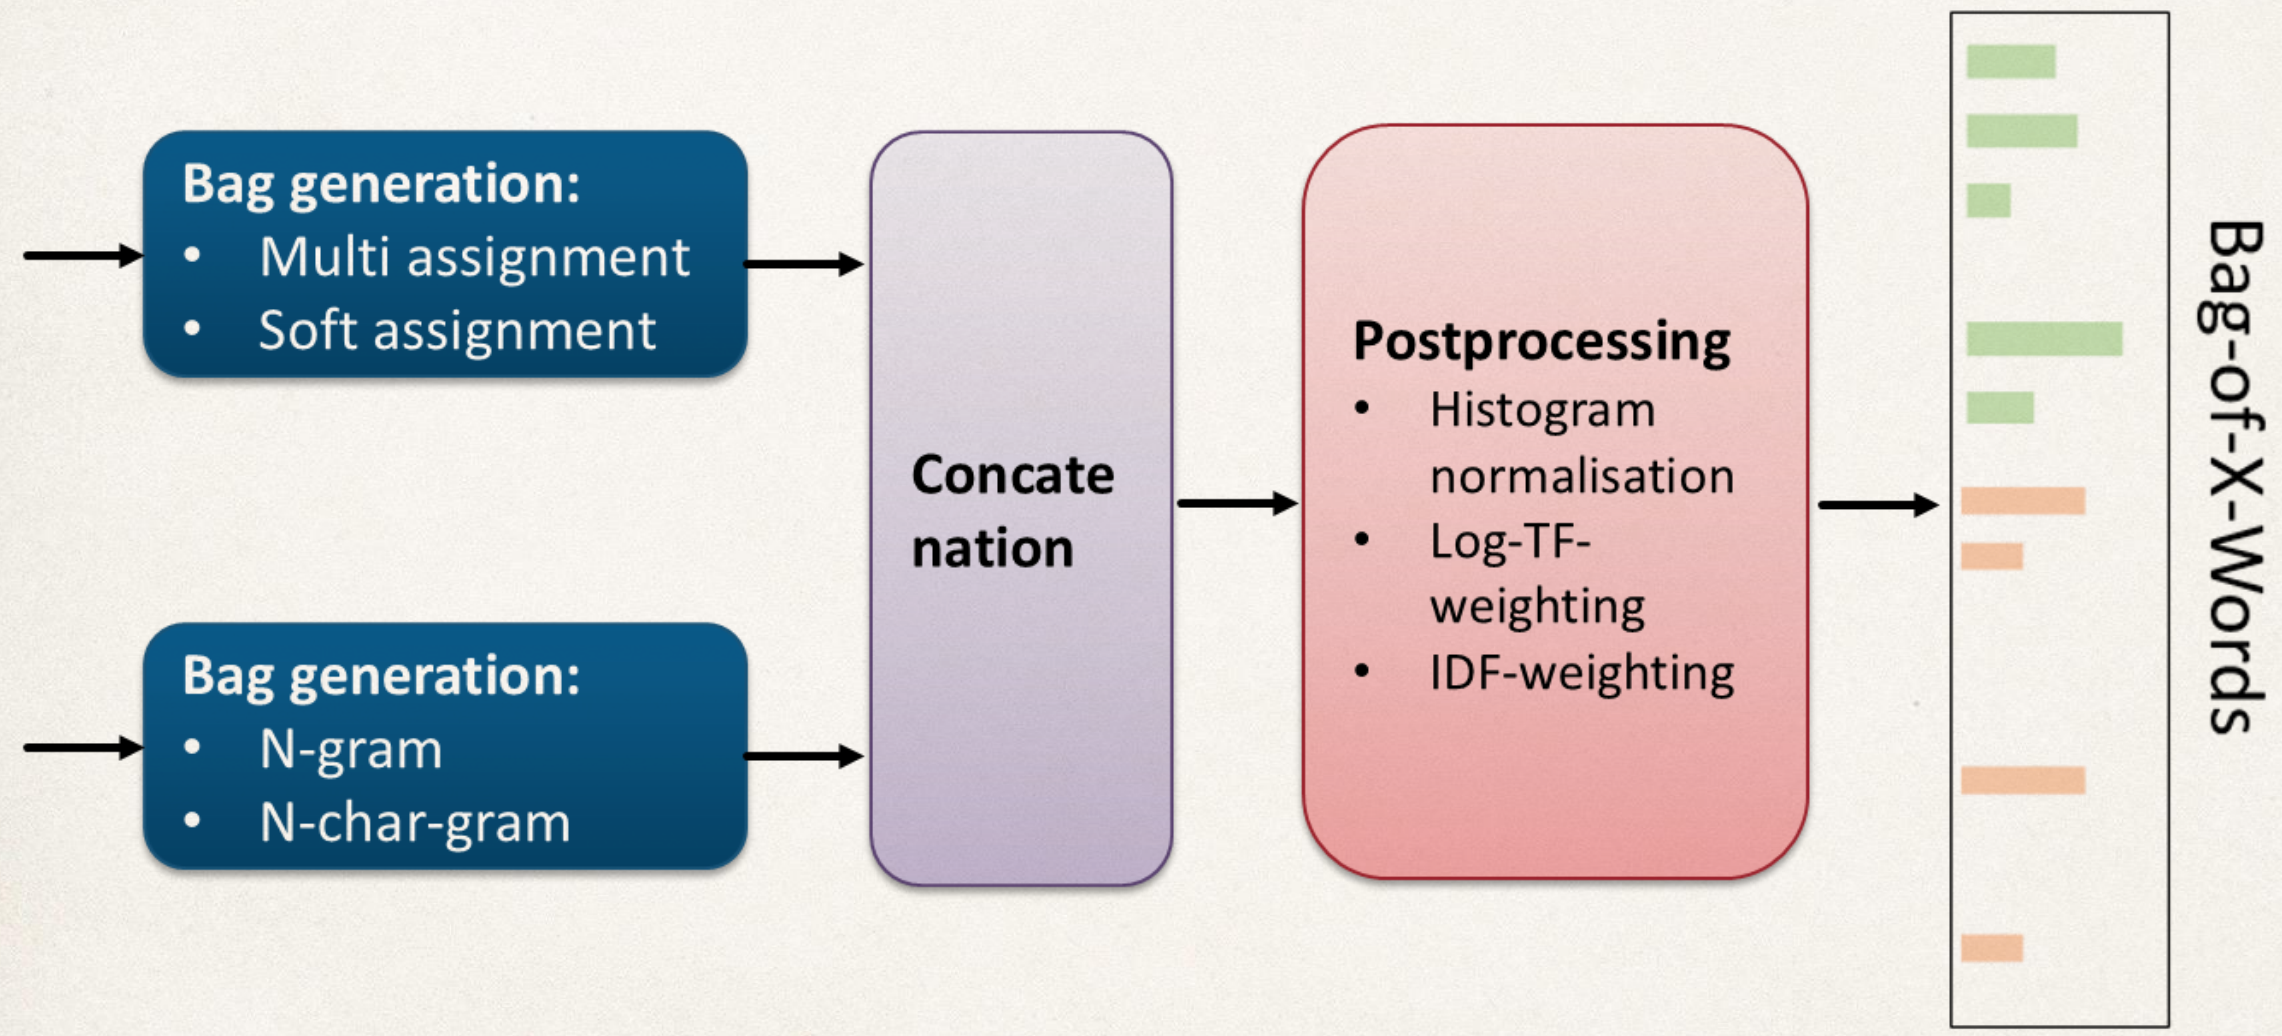 Bag generation:
• Multi assignment
• Soft assignment
Bag generation:
• N-gram
• N-char-gram
Concate
nation
Postprocessing
• Histogram
normalisation
• Log-TF-
weighting
• IDF-weighting
Bag-of-X-Words